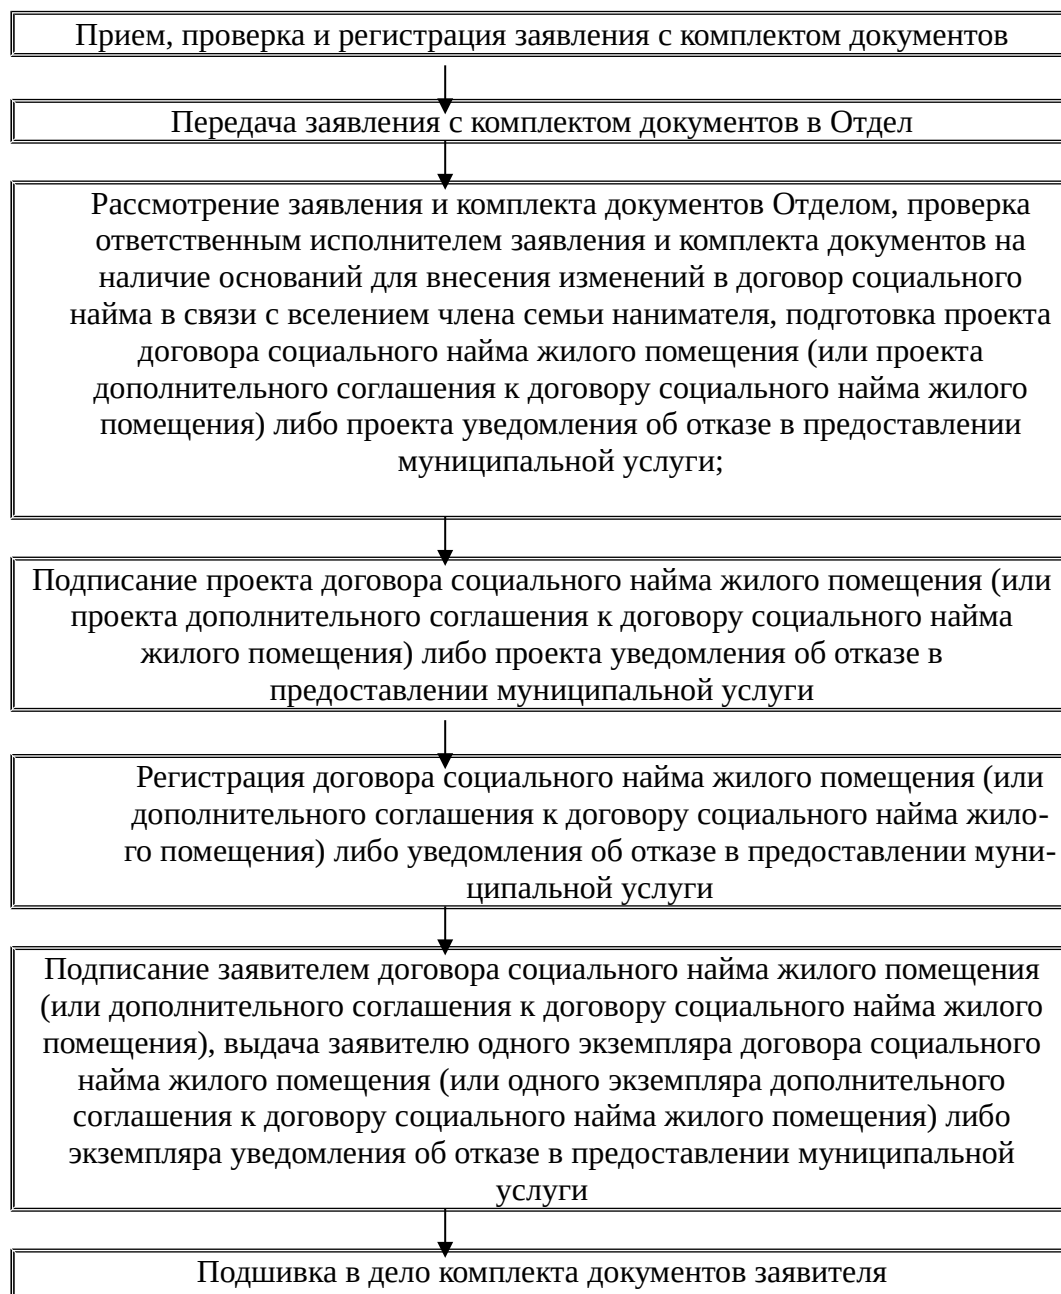 Прием, проверка и регистрация заявления с комплектом документов
Передача заявления с комплектом документов в Отдел
Рассмотрение заявления и комплекта документов Отделом, проверка
ответственным исполнителем заявления и комплекта документов на
наличие оснований для внесения изменений в договор социального
найма в связи с вселением члена семьи нанимателя, подготовка проекта
договора социального найма жилого помещения (или проекта
дополнительного соглашения к договору социального найма жилого
помещения) либо проекта уведомления об отказе в предоставлении
муниципальной услуги;
Подписание проекта договора социального найма жилого помещения (или
проекта дополнительного соглашения к договору социального найма
жилого помещения) либо проекта уведомления об отказе в
предоставлении муниципальной услуги
Регистрация договора социального найма жилого помещения (или
дополнительного соглашения к договору социального найма жило-
го помещения) либо уведомления об отказе в предоставлении муни-
ципальной услуги
Подписание заявителем договора социального найма жилого помещения
(или дополнительного соглашения к договору социального найма жилого
помещения), выдача заявителю одного экземпляра договора социального
найма жилого помещения (или одного экземпляра дополнительного
соглашения к договору социального найма жилого помещения) либо
экземпляра уведомления об отказе в предоставлении муниципальной
услуги
Подшивка в дело комплекта документов заявителя